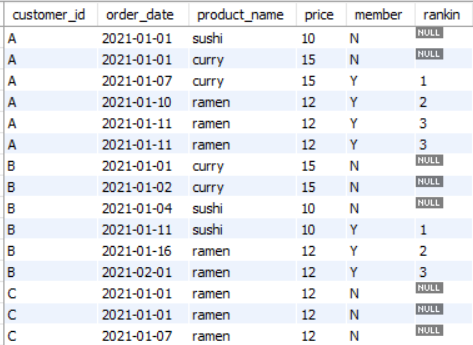 customer_id order_date product_name price member rankin
A 2021-01-01 sushi 10 N NULL
A 2021-01-01 curry 15 N NULL
A 2021-01-07 curry 15 Y 1
A 2021-01-10 ramen 12 Y 2
A 2021-01-11 ramen 12 Y 3
A 2021-01-11 ramen 12 Y 3
B 2021-01-01 curry 15 N NULL
B 2021-01-02 curry 15 N NULL
B 2021-01-04 sushi 10 N NULL
B 2021-01-11 sushi 10 Y 1
B 2021-01-16 ramen 12 Y 2
B 2021-02-01 ramen 12 Y 3
C 2021-01-01 ramen 12 N NULL
C 2021-01-01 ramen 12 N NULL
C 2021-01-07 ramen 12 N NULL